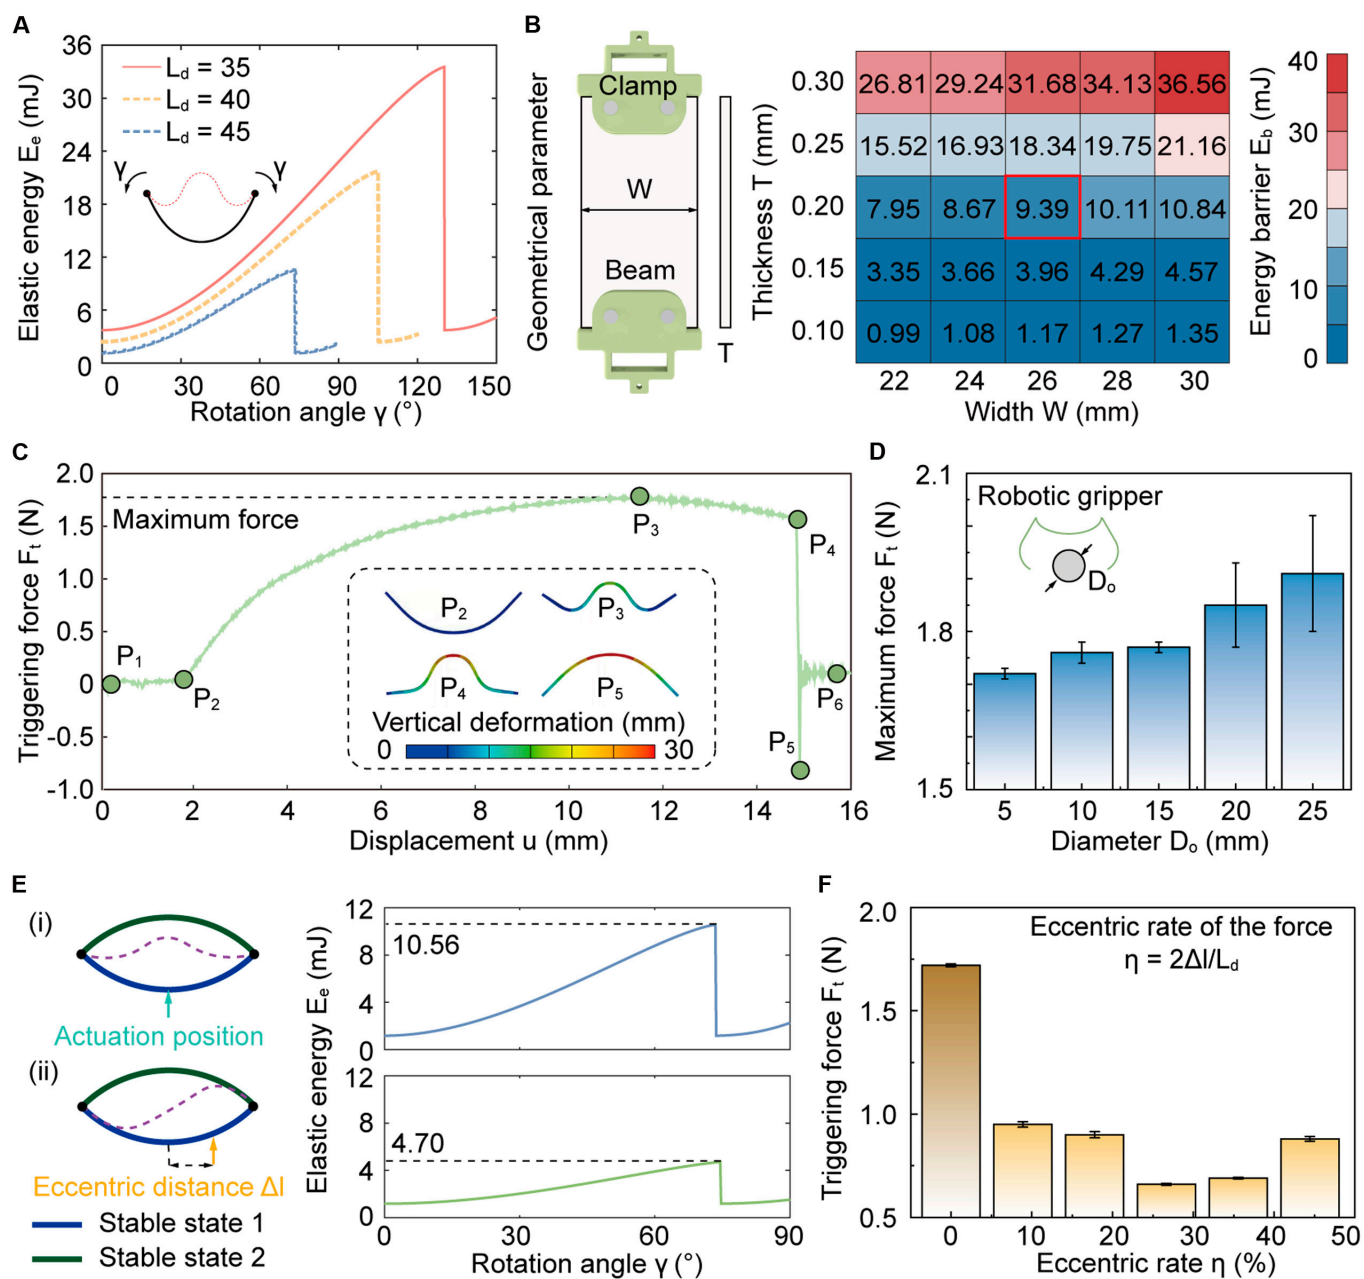 A
Elastic energy Ee (mJ)
36
30
24
18
12
6
0
Ld = 35
Ld = 40
Ld = 45
γ
γ
0
30
60
90
120
150
Rotation angle γ (°)
B
Geometrical parameter
Clamp
W
Beam
T
Thickness T (mm)
0.30
26.81 29.24 31.68 34.13 36.56
0.25
15.52 16.93 18.34 19.75 21.16
0.20
7.95 8.67 9.39 10.11 10.84
0.15
3.35 3.66 3.96 4.29 4.57
0.10
0.99 1.08 1.17 1.27 1.35
22 24 26 28 30
Width W (mm)
Energy barrier Eb (mJ)
40
30
20
10
0
C
Triggering force Ft (N)
2.0
1.5
1.0
0.5
0
-0.5
-1.0
Maximum force
P1
P2
P3
P4
P5
P6
P2
P3
P4
P5
Vertical deformation (mm)
0
30
0 2 4 6 8 10 12 14 16
Displacement u (mm)
D
Maximum force Ft (N)
2.1
1.8
1.5
Robotic gripper
Do
5 10 15 20 25
Diameter Do (mm)
E
(i)
Actuation position
(ii)
Eccentric distance Δl
Stable state 1
Stable state 2
Elastic energy Ee (mJ)
12
8
4
0
10.56
12
8
4
0
4.70
0 30 60 90
Rotation angle γ (°)
F
Triggering force Ft (N)
2.0
1.5
1.0
0.5
Eccentric rate of the force
η = 2Δl/Ld
0 10 20 30 40 50
Eccentric rate η (%)